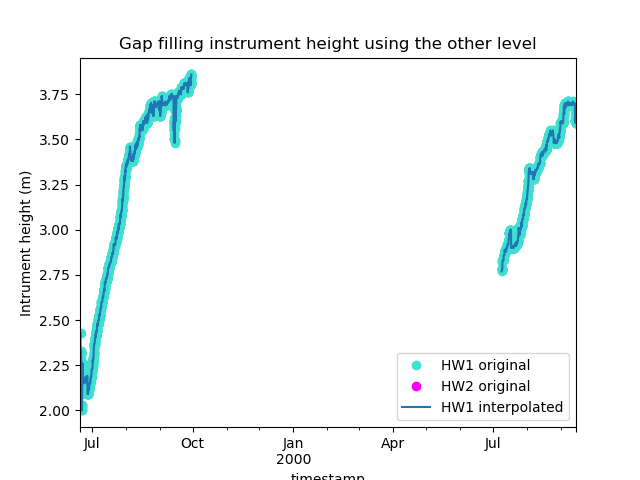 Gap filling instrument height using the other level
Intrument height (m)
3.75
3.50
3.25
3.00
2.75
2.50
2.25
2.00
HW1 original
HW2 original
HW1 interpolated
Jul Oct Jan Apr Jul
2000
timestamp